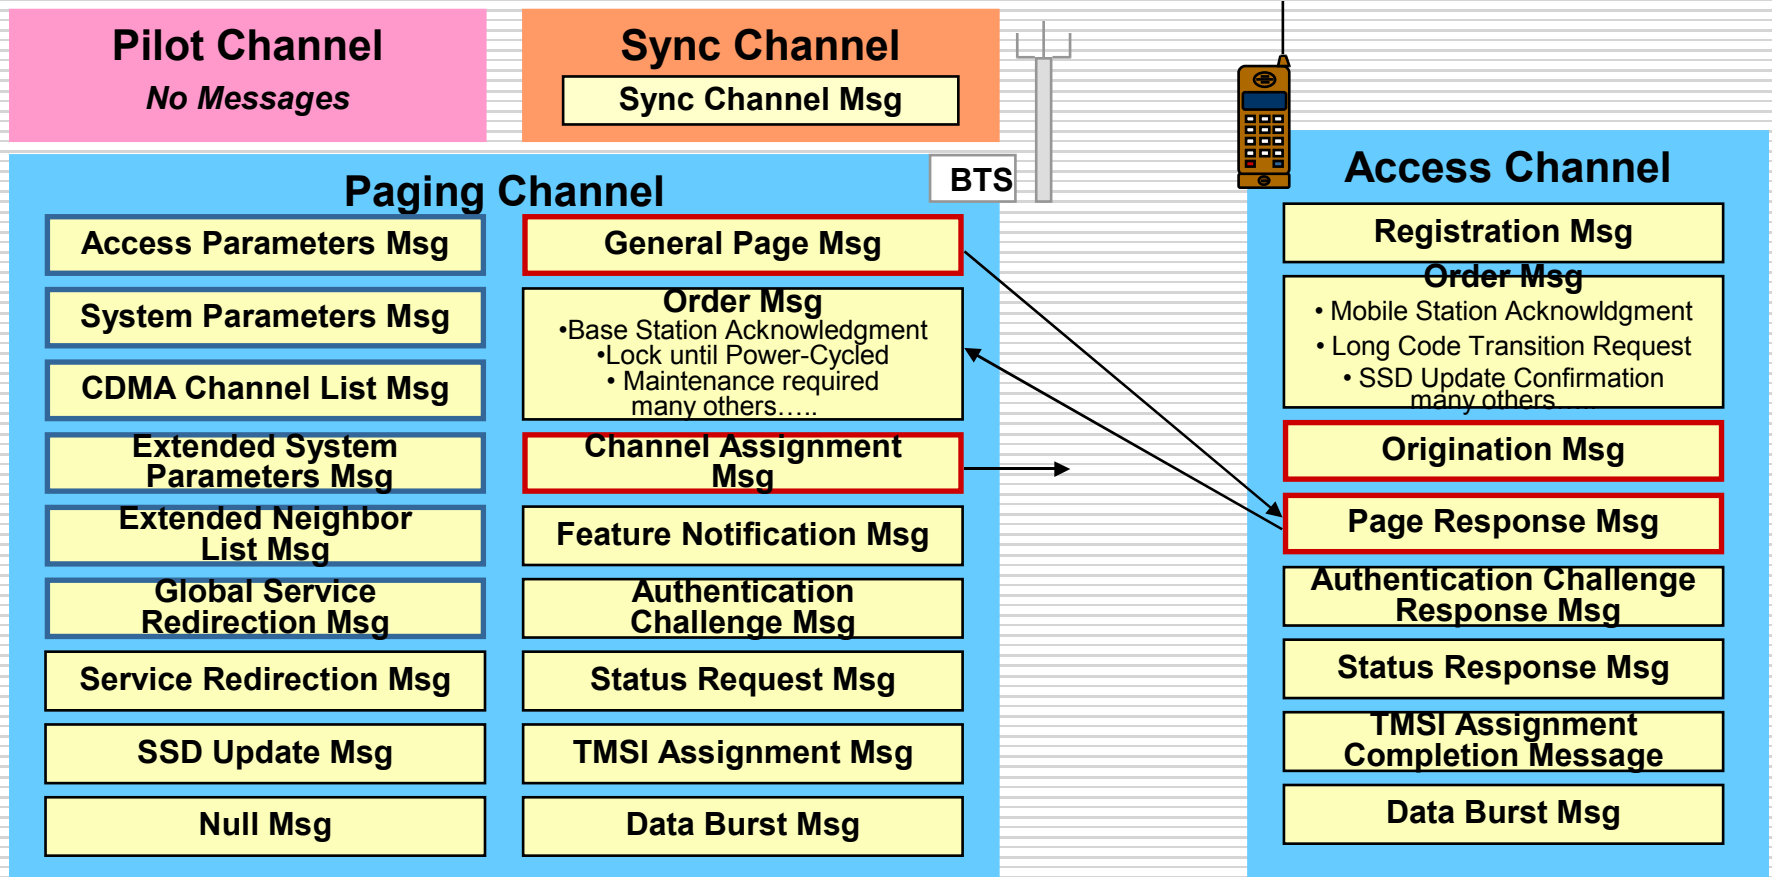 Pilot Channel
No Messages
Sync Channel
Sync Channel Msg
BTS
Paging Channel
Access Parameters Msg
System Parameters Msg
CDMA Channel List Msg
Extended System
Parameters Msg
Extended Neighbor
List Msg
Global Service
Redirection Msg
Service Redirection Msg
SSD Update Msg
Null Msg
General Page Msg
Order Msg
•Base Station Acknowledgment
•Lock until Power-Cycled
• Maintenance required
many others…..
Channel Assignment
Msg
Feature Notification Msg
Authentication
Challenge Msg
Status Request Msg
TMSI Assignment Msg
Data Burst Msg
Access Channel
Registration Msg
Order Msg
• Mobile Station Acknowldgment
• Long Code Transition Request
• SSD Update Confirmation
many others…..
Origination Msg
Page Response Msg
Authentication Challenge
Response Msg
Status Response Msg
TMSI Assignment
Completion Message
Data Burst Msg